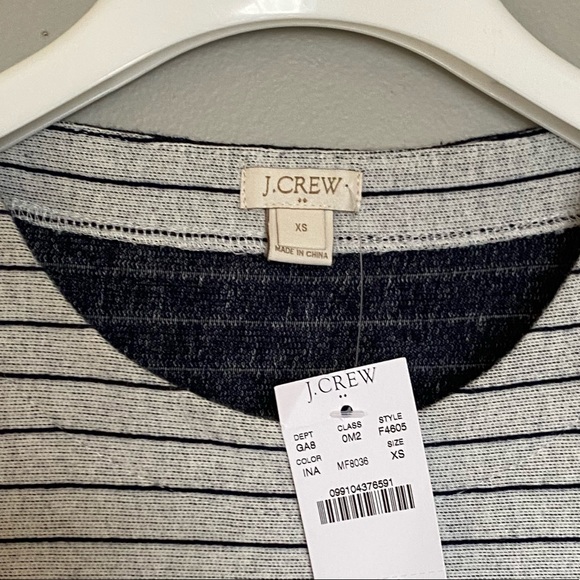 J.CREW
XS
MADE IN CHINA
J.CREW
DEPT CLASS STYLE
GA8 0M2 F4605
COLOR SIZE
INA MF8036 XS
099104376591